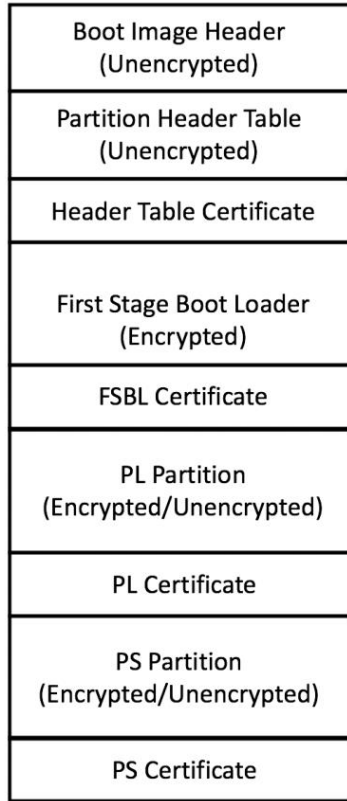 Boot Image Header
(Unencrypted)
Partition Header Table
(Unencrypted)
Header Table Certificate
First Stage Boot Loader
(Encrypted)
FSBL Certificate
PL Partition
(Encrypted/Unencrypted)
PL Certificate
PS Partition
(Encrypted/Unencrypted)
PS Certificate